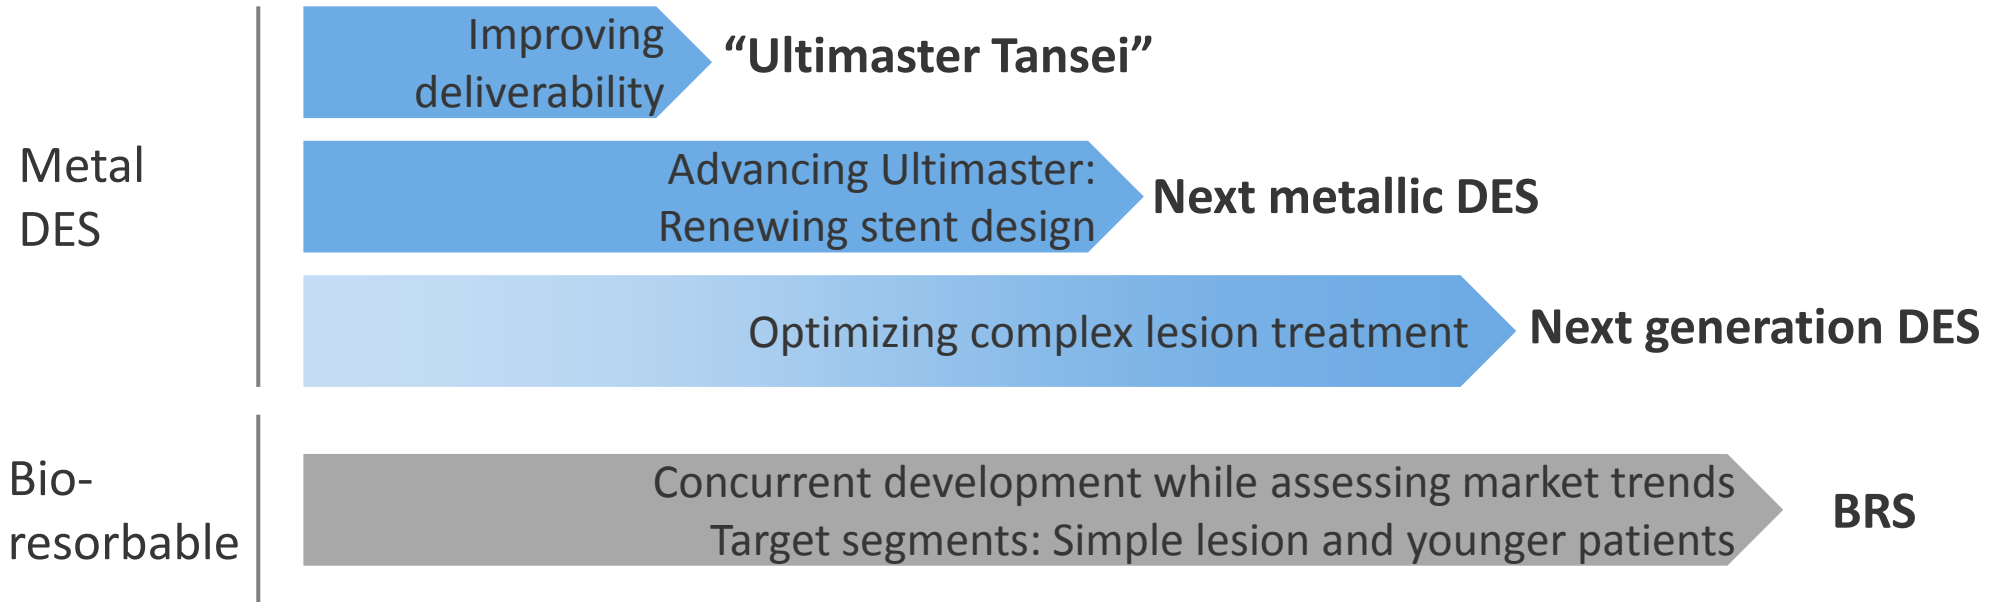 Metal
DES
Improving
deliverability
“Ultimaster Tansei”
Advancing Ultimaster:
Renewing stent design
Next metallic DES
Optimizing complex lesion treatment
Next generation DES
Bio-
resorbable
Concurrent development while assessing market trends
Target segments: Simple lesion and younger patients
BRS